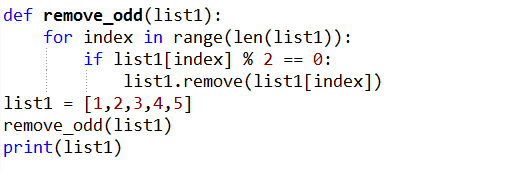 def remove_odd(list1):
    for index in range(len(list1)):
        if list1[index] % 2 == 0:
            list1.remove(list1[index])
list1 = [1,2,3,4,5]
remove_odd(list1)
print(list1)